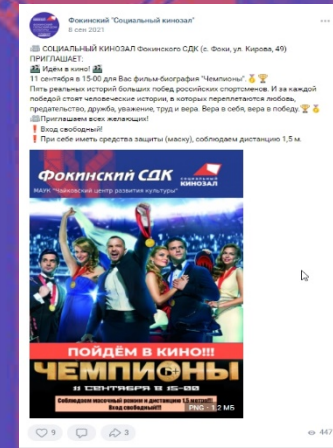 Фокинский "Социальный кинозал"
8 сен 2021
СОЦИАЛЬНЫЙ КИНОЗАЛ Фокинского СДК (с. Фоки, ул. Кирова, 49)
ПРИГЛАШАЕТ:
Идём в кино!
11 сентября в 15-00 для Вас фильм-биография "Чемпионы".
Пять реальных историй больших побед российских спортсменов. И за каждой
победой стоят человеческие истории, в которых переплетаются любовь,
предательство, дружба, уважение, труд и вера. Вера в себя, вера в победу.
Приглашаем всех желающих!
Вход свободный!
При себе иметь средства защиты (маску), соблюдаем дистанцию 1,5 м.
Фокинский СДК
СОЦИАЛЬНЫЙ
КИНОЗАЛ
МАУК "Чайковский центр развития культуры"
ПОЙДЁМ В КИНО!!!
ЧЕМПИОНЫ
11 СЕНТЯБРЯ В 15-00
Соблюдаем масочный режим и дистанцию 1,5 метра!!!
Вход свободный!!!
PNG · 1.2 МБ
9
3
447